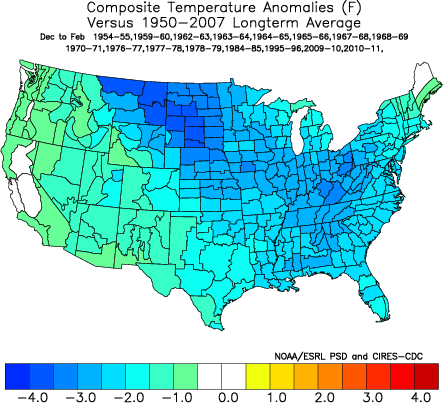 Composite Temperature Anomalies (F)
Versus 1950-2007 Longterm Average
Dec to Feb 1954-55,1959-60,1962-63,1963-64,1964-65,1965-66,1967-68,1968-69
1970-71,1976-77,1977-78,1978-79,1984-85,1995-96,2009-10,2010-11,
NOAA/ESRL PSD and CIRES-CDC
-4.0 -3.0 -2.0 -1.0 0.0 1.0 2.0 3.0 4.0